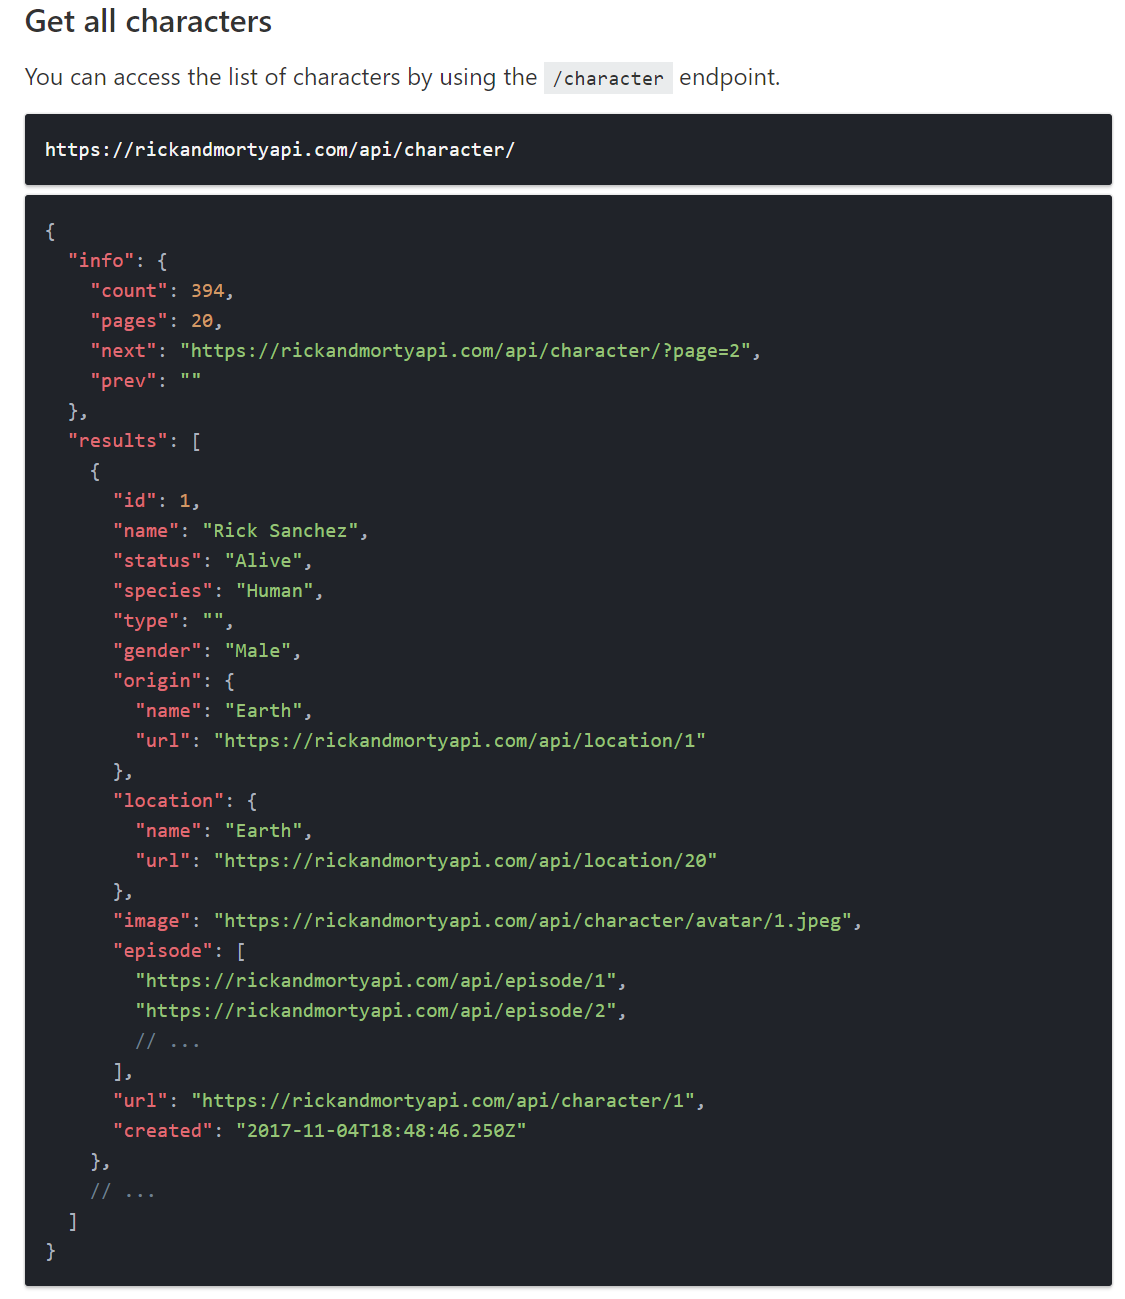 Get all characters
You can access the list of characters by using the /character endpoint.
https://rickandmortyapi.com/api/character/
{
  "info": {
    "count": 394,
    "pages": 20,
    "next": "https://rickandmortyapi.com/api/character/?page=2",
    "prev": ""
  },
  "results": [
    {
      "id": 1,
      "name": "Rick Sanchez",
      "status": "Alive",
      "species": "Human",
      "type": "",
      "gender": "Male",
      "origin": {
        "name": "Earth",
        "url": "https://rickandmortyapi.com/api/location/1"
      },
      "location": {
        "name": "Earth",
        "url": "https://rickandmortyapi.com/api/location/20"
      },
      "image": "https://rickandmortyapi.com/api/character/avatar/1.jpeg",
      "episode": [
        "https://rickandmortyapi.com/api/episode/1",
        "https://rickandmortyapi.com/api/episode/2",
        // ...
      ],
      "url": "https://rickandmortyapi.com/api/character/1",
      "created": "2017-11-04T18:48:46.250Z"
    },
    // ...
  ]
}